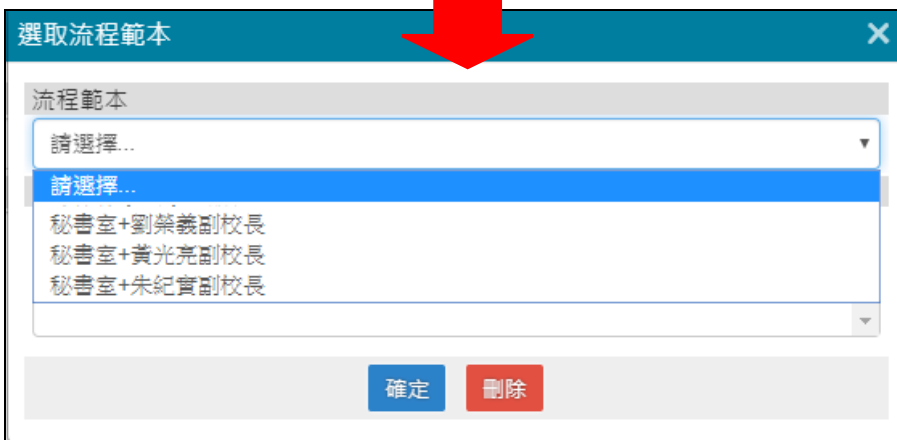 選取流程範本
流程範本
請選擇...
請選擇...
秘書室+劉榮義副校長
秘書室+黃光亮副校長
秘書室+朱紀實副校長
確定 刪除